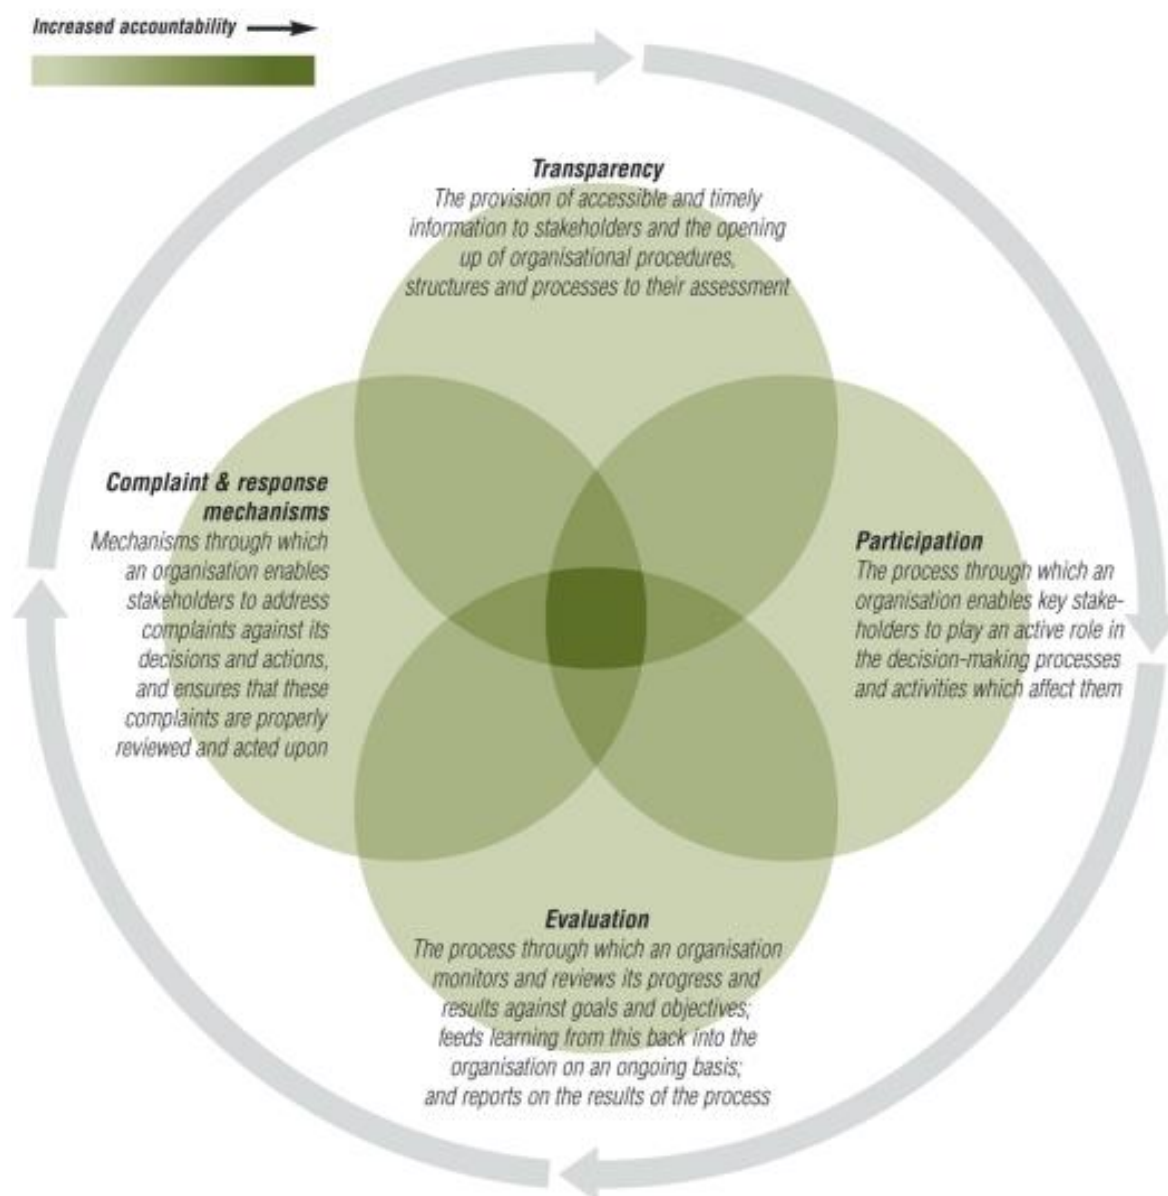 Increased accountability
Transparency
The provision of accessible and timely
information to stakeholders and the opening
up of organisational procedures,
structures and processes to their assessment
Complaint & response
mechanisms
Mechanisms through which
an organisation enables
stakeholders to address
complaints against its
decisions and actions,
and ensures that these
complaints are properly
reviewed and acted upon
Participation
The process through which an
organisation enables key stake-
holders to play an active role in
the decision-making processes
and activities which affect them
Evaluation
The process through which an organisation
monitors and reviews its progress and
results against goals and objectives;
feeds learning from this back into the
organisation on an ongoing basis;
and reports on the results of the process